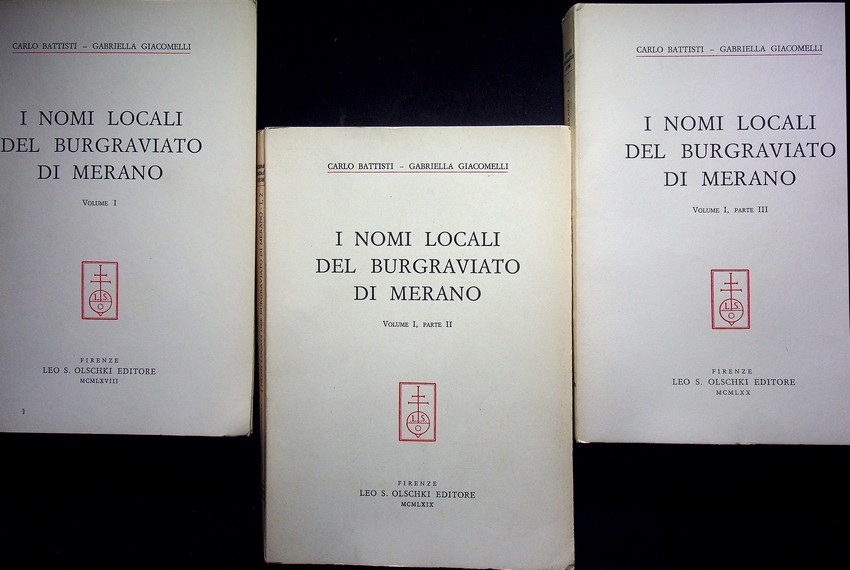 CARLO BATTISTI – GABRIELLA GIACOMELLI
I NOMI LOCALI
DEL BURGRAVIATO
DI MERANO
VOLUME I
L S
O
FIRENZE
LEO S. OLSCHKI EDITORE
MCMLXVIII
CARLO BATTISTI – GABRIELLA GIACOMELLI
I NOMI LOCALI
DEL BURGRAVIATO
DI MERANO
VOLUME I, PARTE II
L S
O
FIRENZE
LEO S. OLSCHKI EDITORE
MCMLXIX
CARLO BATTISTI – GABRIELLA GIACOMELLI
I NOMI LOCALI
DEL BURGRAVIATO
DI MERANO
VOLUME I, PARTE III
L S
O
FIRENZE
LEO S. OLSCHKI EDITORE
MCMLXX